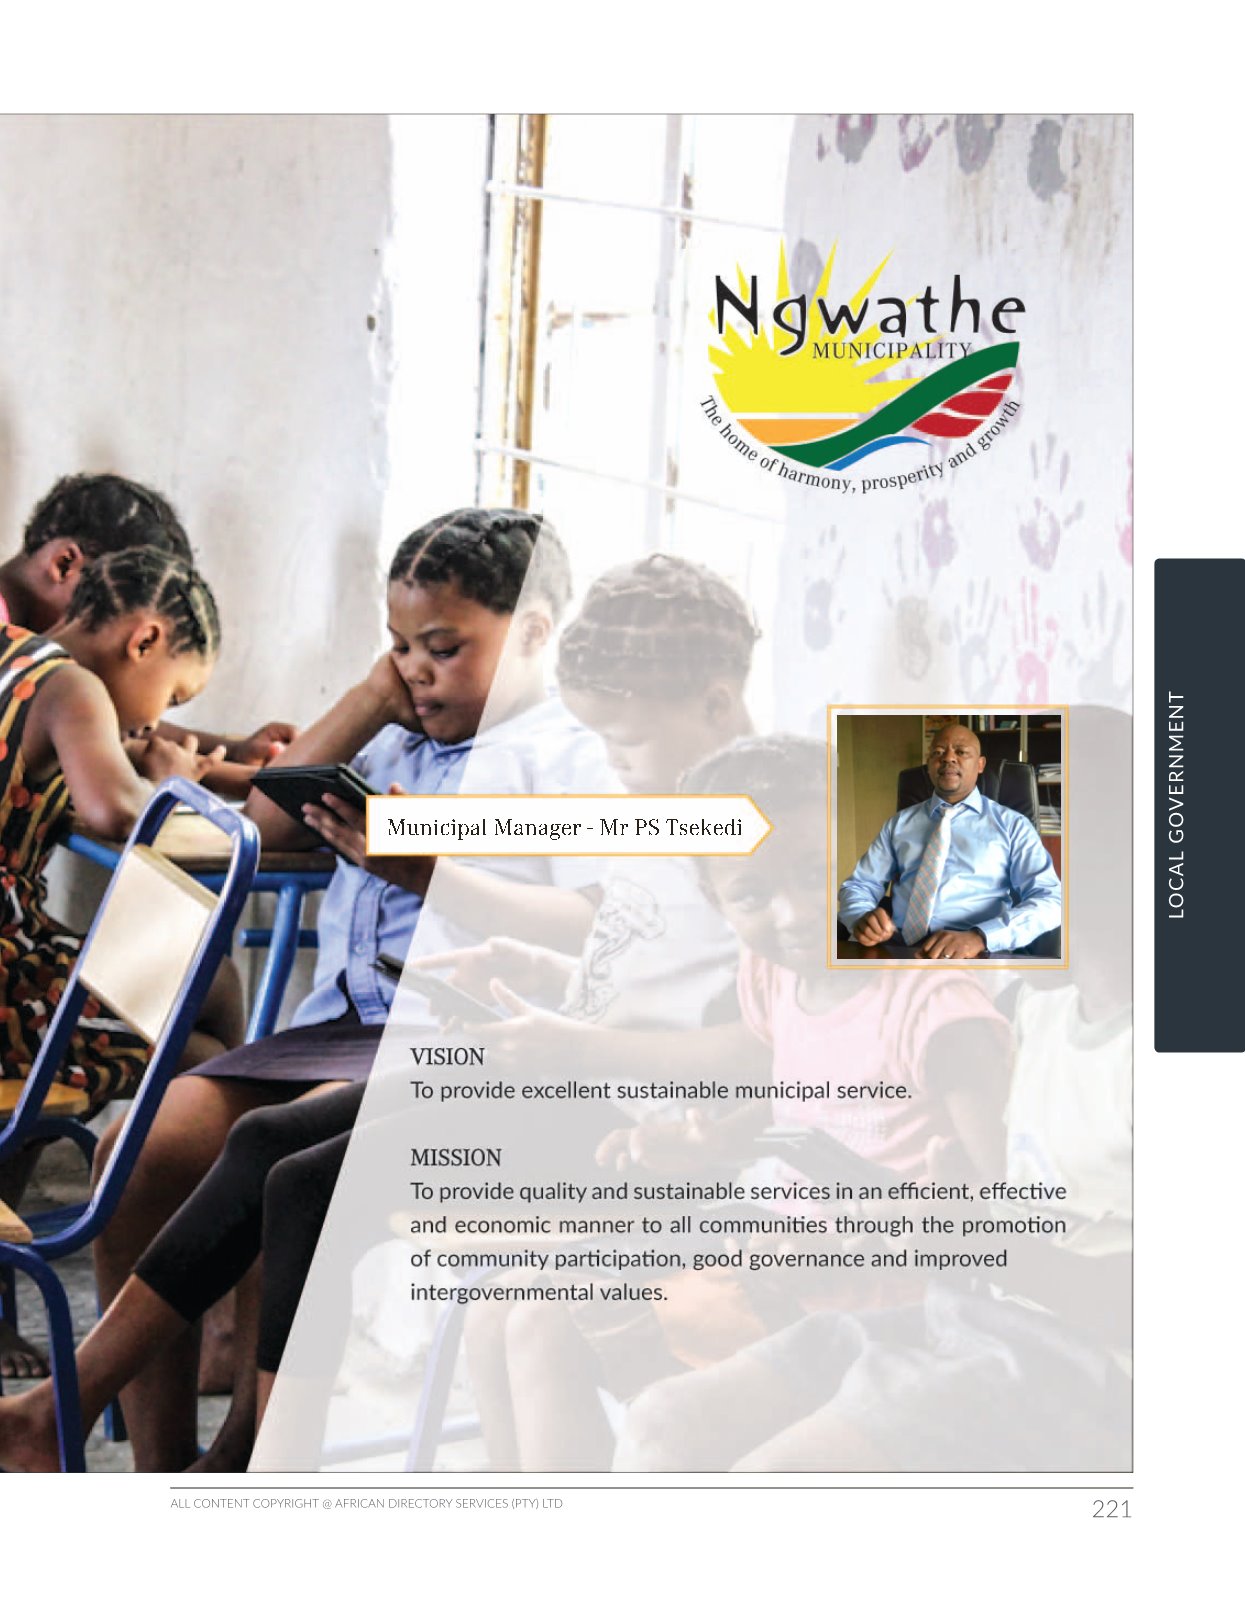 Ngwathe
MUNICIPALITY
The home of harmony, prosperity and growth
LOCAL GOVERNMENT
Municipal Manager - Mr PS Tsekedi
VISION
To provide excellent sustainable municipal service.
MISSION
To provide quality and sustainable services in an efficient, effective
and economic manner to all communities through the promotion
of community participation, good governance and improved
intergovernmental values.
ALL CONTENT COPYRIGHT @ AFRICAN DIRECTORY SERVICES (PTY) LTD
221